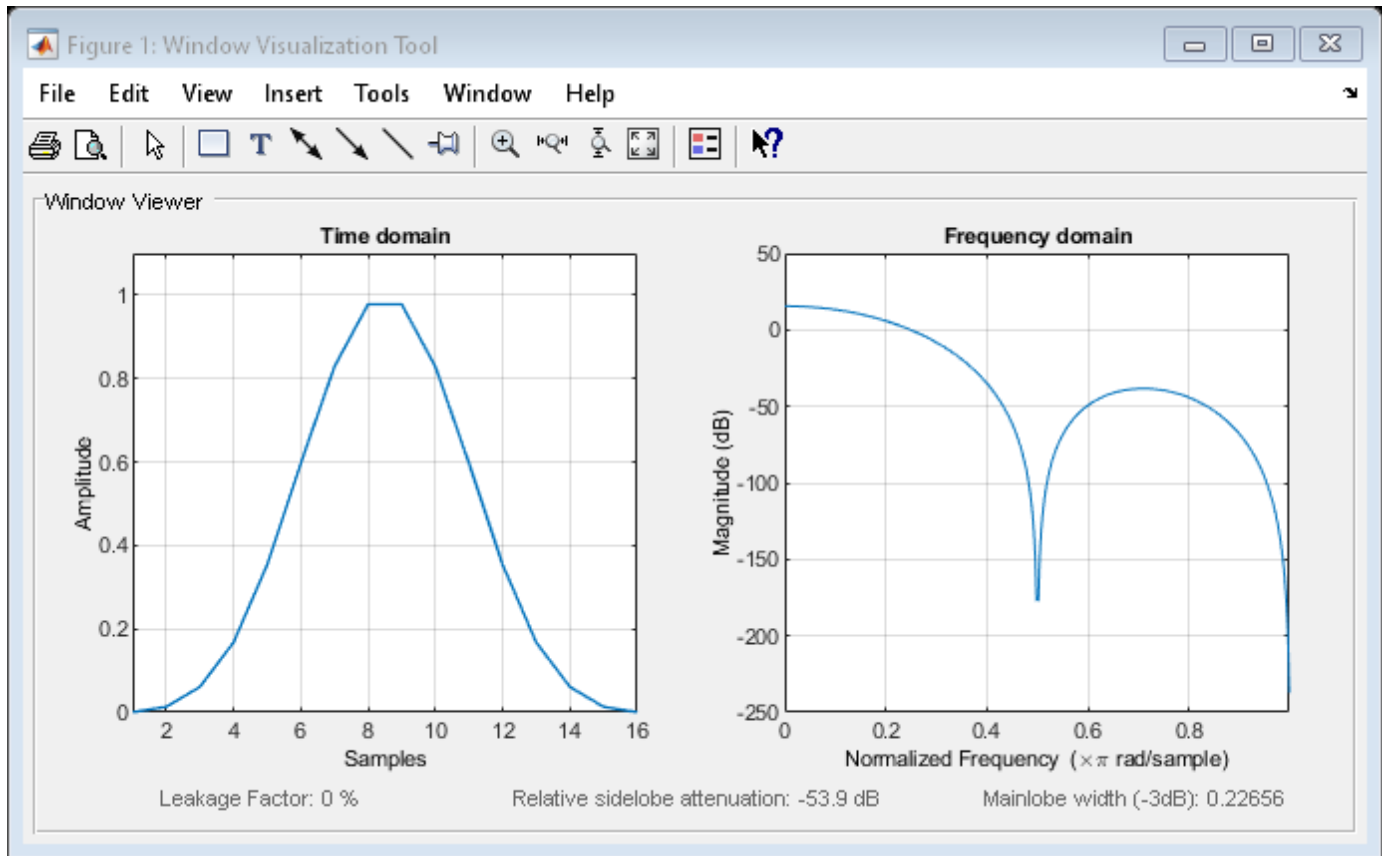 Figure 1: Window Visualization Tool
File Edit View Insert Tools Window Help
T
?
Window Viewer
Time domain
1
0.8
0.6
0.4
0.2
0
Amplitude
2 4 6 8 10 12 14 16
Samples
Frequency domain
50
0
-50
-100
-150
-200
-250
Magnitude (dB)
0 0.2 0.4 0.6 0.8
Normalized Frequency (×π rad/sample)
Leakage Factor: 0 % Relative sidelobe attenuation: -53.9 dB Mainlobe width (-3dB): 0.22656